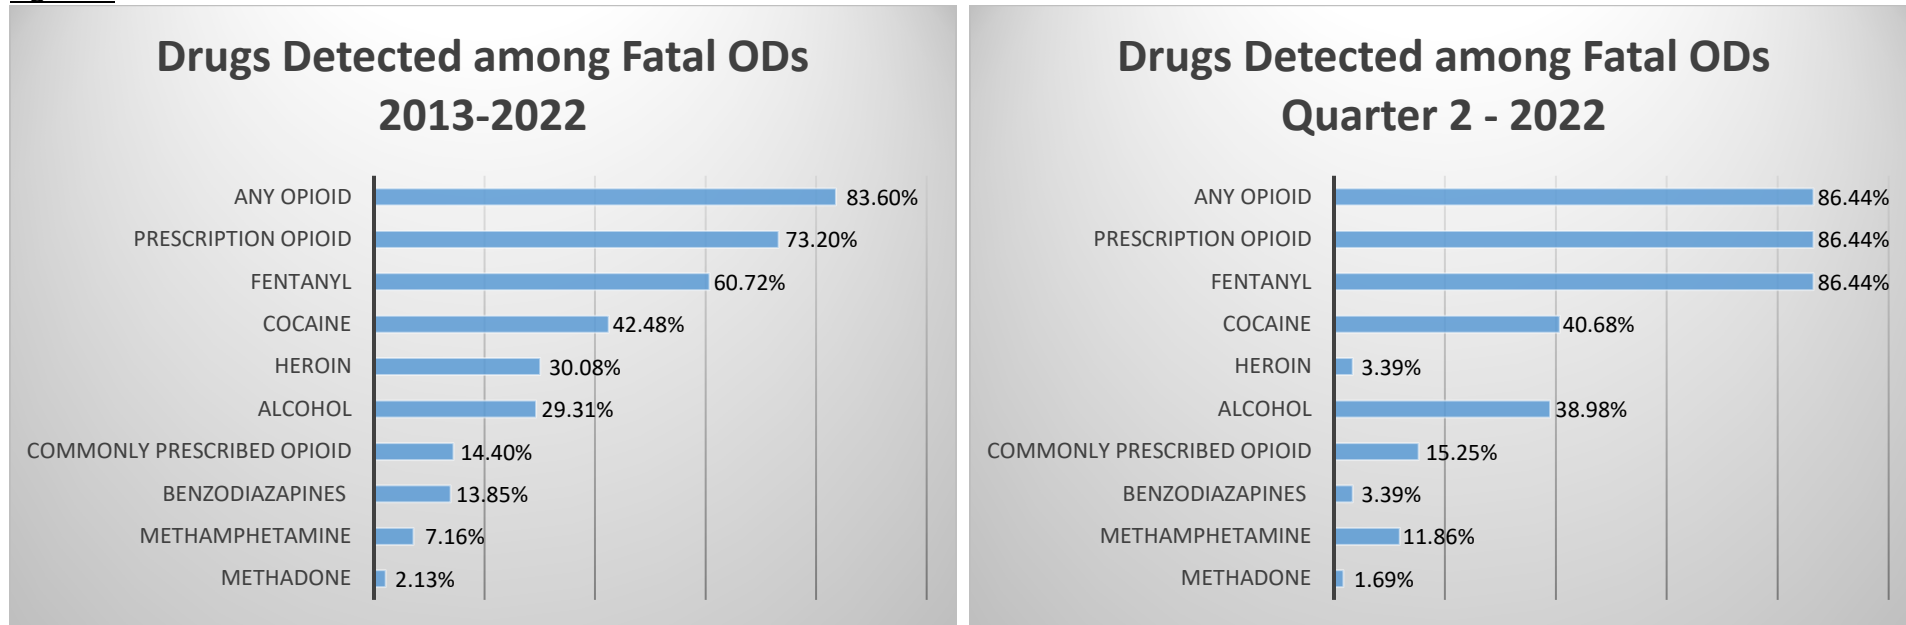 Drugs Detected among Fatal ODs
2013-2022
ANY OPIOID 83.60%
PRESCRIPTION OPIOID 73.20%
FENTANYL 60.72%
COCAINE 42.48%
HEROIN 30.08%
ALCOHOL 29.31%
COMMONLY PRESCRIBED OPIOID 14.40%
BENZODIAZAPINES 13.85%
METHAMPHETAMINE 7.16%
METHADONE 2.13%
Drugs Detected among Fatal ODs
Quarter 2 - 2022
ANY OPIOID 86.44%
PRESCRIPTION OPIOID 86.44%
FENTANYL 86.44%
COCAINE 40.68%
HEROIN 3.39%
ALCOHOL 38.98%
COMMONLY PRESCRIBED OPIOID 15.25%
BENZODIAZAPINES 3.39%
METHAMPHETAMINE 11.86%
METHADONE 1.69%